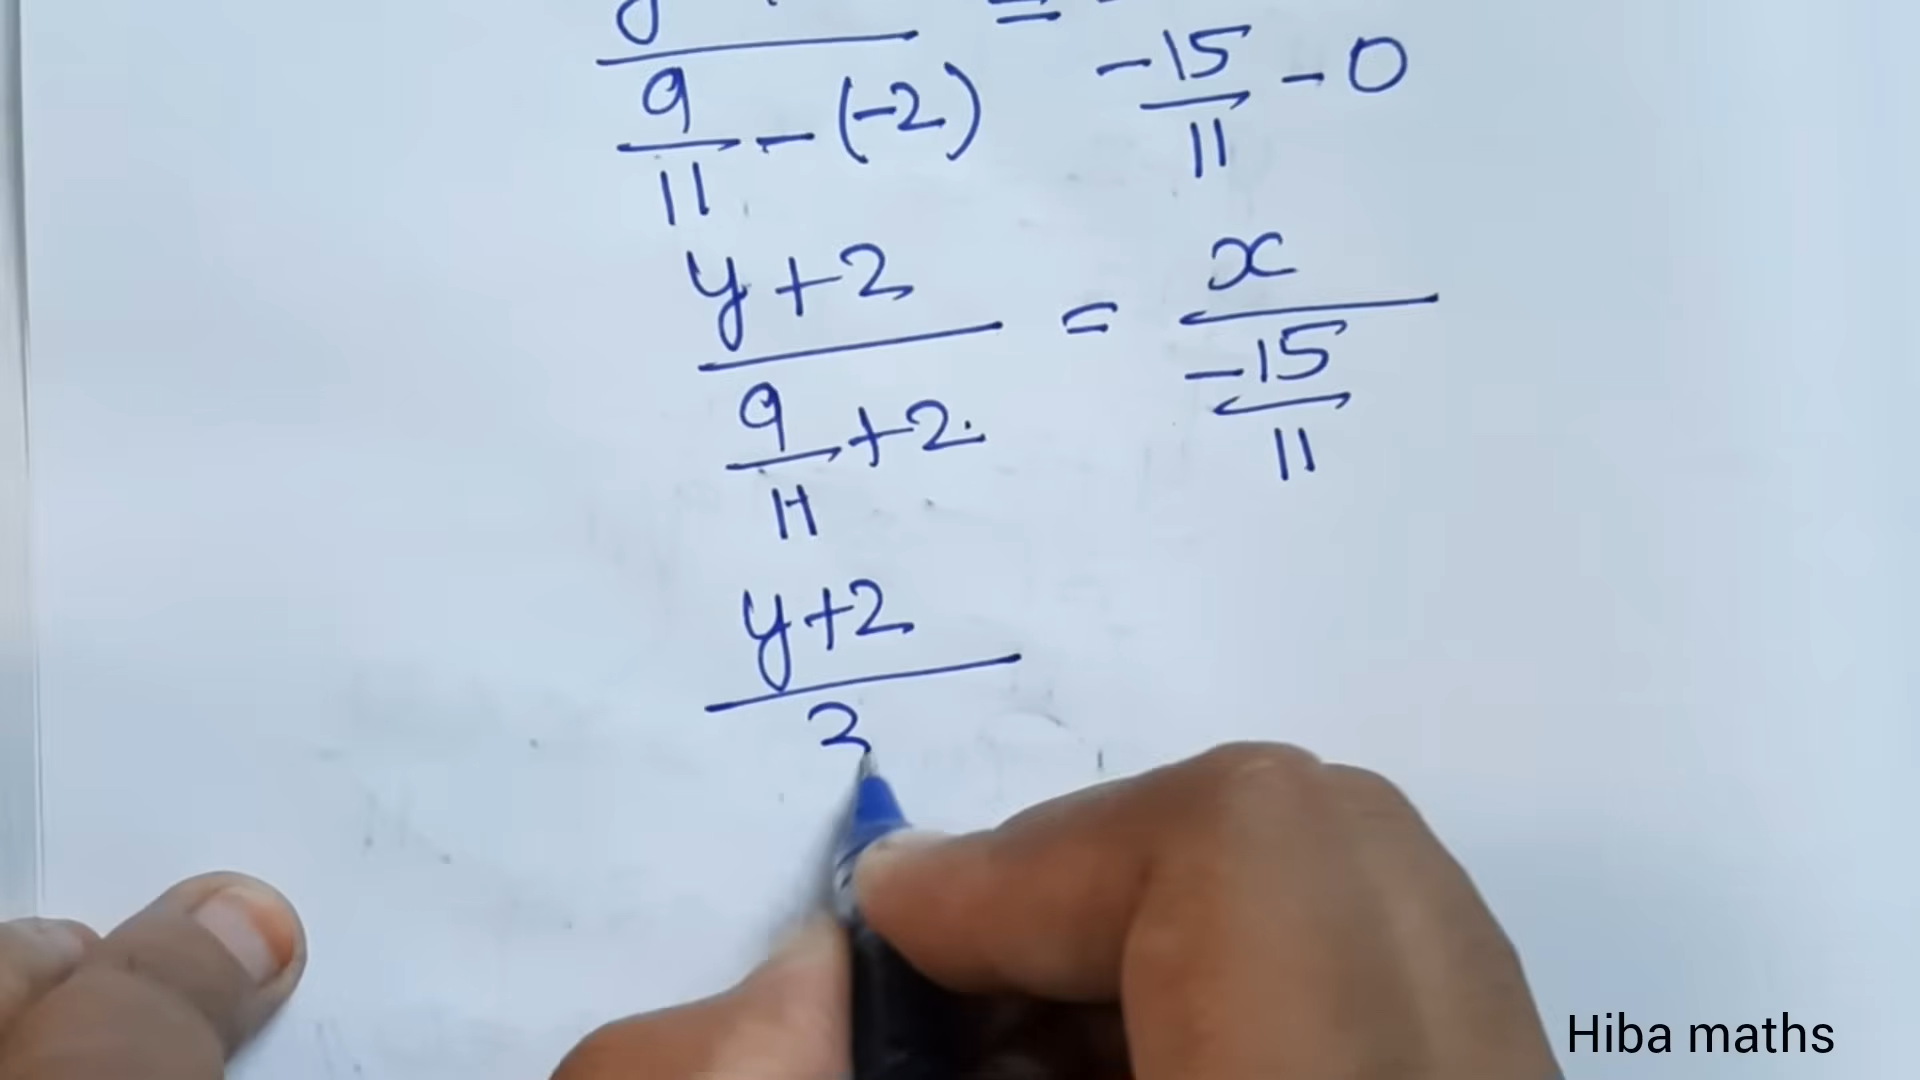 y
=
9/11 - (-2)   -15/11 - 0
y+2 / 9/11 +2 = x / -15/11
y+2 / 3
Hiba maths